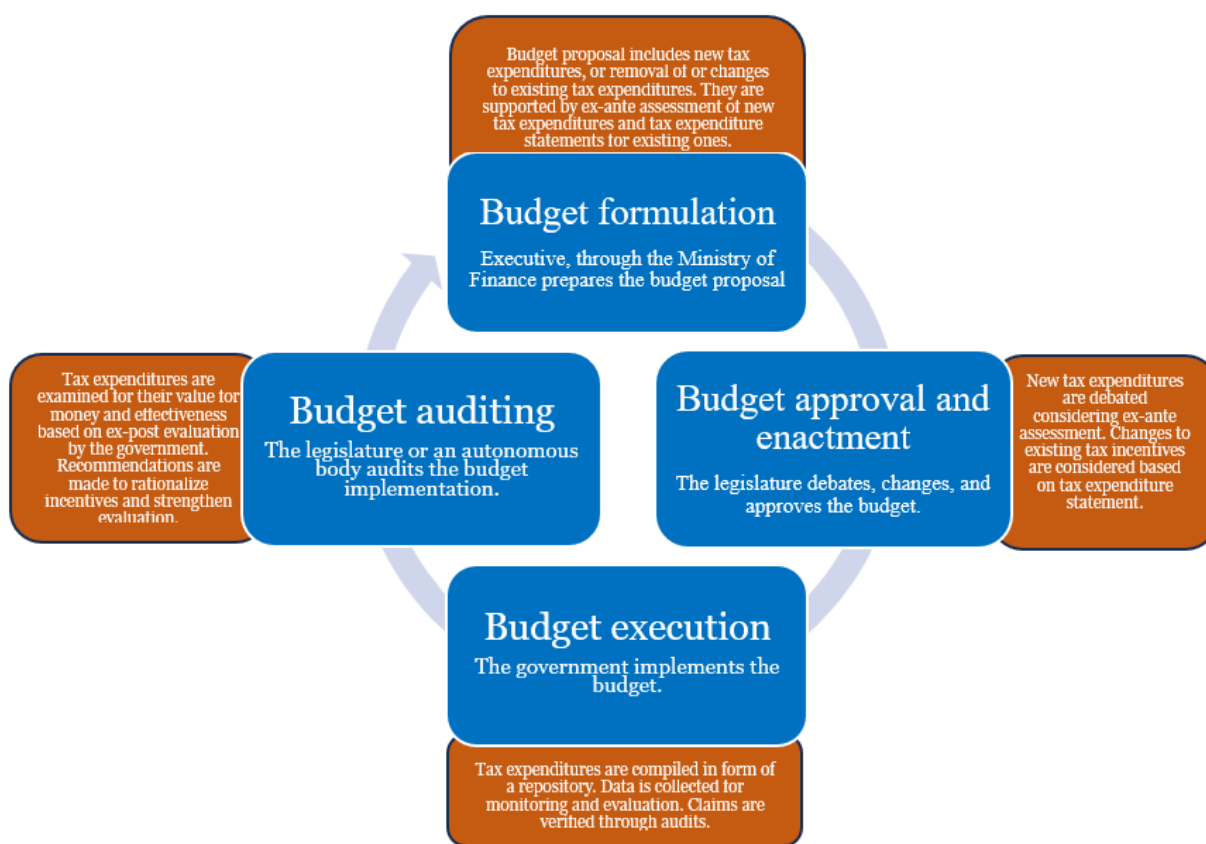 Budget proposal includes new tax
expenditures, or removal of or changes
to existing tax expenditures. They are
supported by ex-ante assessment of new
tax expenditures and tax expenditure
statements for existing ones.
Budget formulation
Executive, through the Ministry of
Finance prepares the budget proposal
Budget approval and
enactment
The legislature debates, changes, and
approves the budget.
New tax expenditures
are debated
considering ex-ante
assessment. Changes to
existing tax incentives
are considered based
on tax expenditure
statement.
Budget execution
The government implements the
budget.
Tax expenditures are compiled in form of
a repository. Data is collected for
monitoring and evaluation. Claims are
verified through audits.
Budget auditing
The legislature or an autonomous
body audits the budget
implementation.
Tax expenditures are
examined for their value for
money and effectiveness
based on ex-post evaluation
by the government.
Recommendations are
made to rationalize
incentives and strengthen
evaluation.